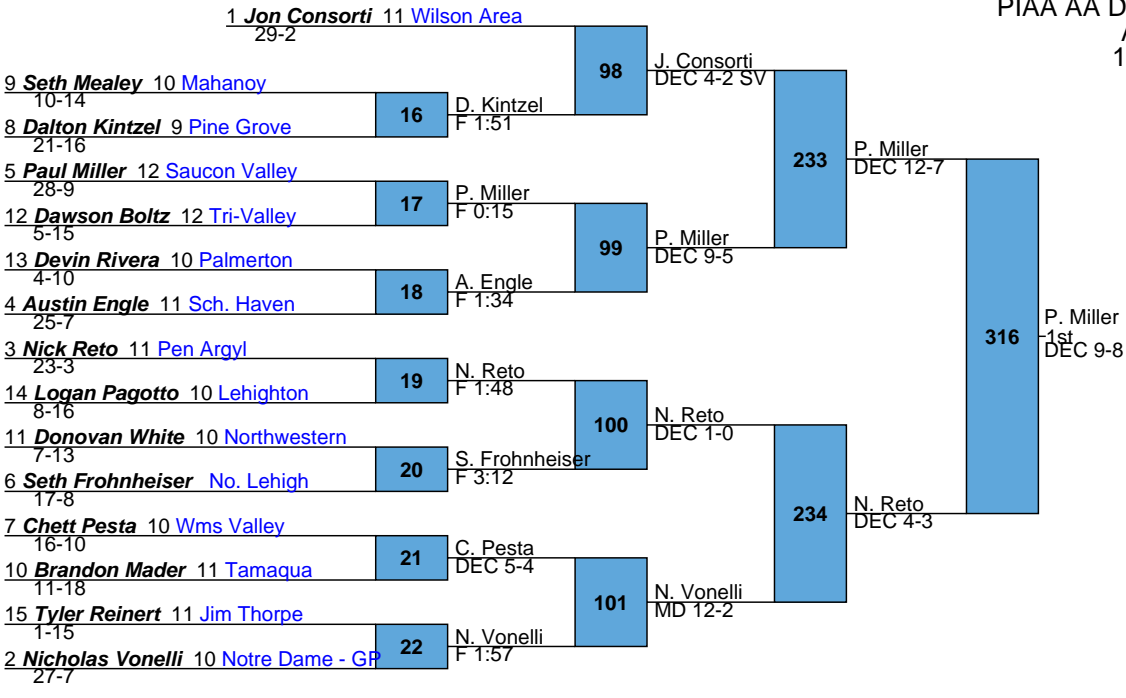 PIAA AA D
1
1 Jon Consorti 11 Wilson Area
29-2
9 Seth Mealey 10 Mahanoy
10-14
8 Dalton Kintzel 9 Pine Grove
21-16
5 Paul Miller 12 Saucon Valley
28-9
12 Dawson Boltz 12 Tri-Valley
5-15
13 Devin Rivera 10 Palmerton
4-10
4 Austin Engle 11 Sch. Haven
25-7
3 Nick Reto 11 Pen Argyl
23-3
14 Logan Pagotto 10 Lehighton
8-16
11 Donovan White 10 Northwestern
7-13
6 Seth Frohnheiser No. Lehigh
17-8
7 Chett Pesta 10 Wms Valley
16-10
10 Brandon Mader 11 Tamaqua
11-18
15 Tyler Reinert 11 Jim Thorpe
1-15
2 Nicholas Vonelli 10 Notre Dame - GP
27-7
16
D. Kintzel
F 1:51
17
P. Miller
F 0:15
18
A. Engle
F 1:34
19
N. Reto
F 1:48
20
S. Frohnheiser
F 3:12
21
C. Pesta
DEC 5-4
22
N. Vonelli
F 1:57
98
J. Consorti
DEC 4-2 SV
99
P. Miller
DEC 9-5
100
N. Reto
DEC 1-0
101
N. Vonelli
MD 12-2
233
P. Miller
DEC 12-7
234
N. Reto
DEC 4-3
316
P. Miller
1st
DEC 9-8